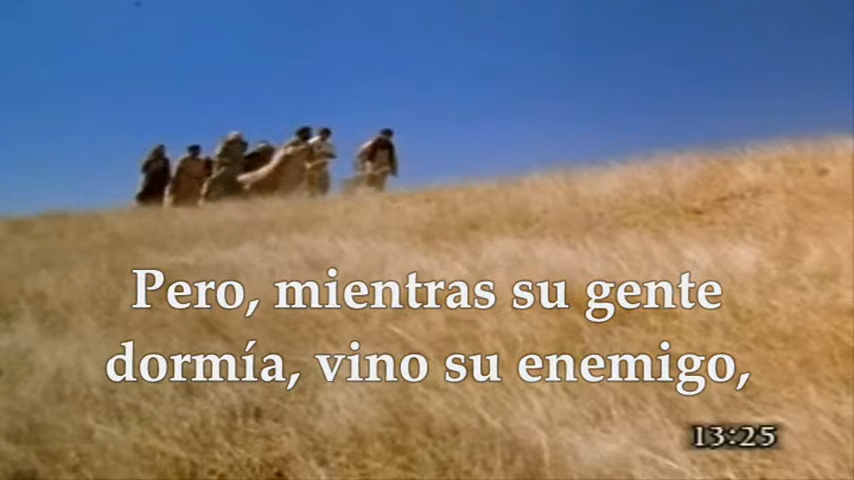 Pero, mientras su gente
dormía, vino su enemigo,
13:25